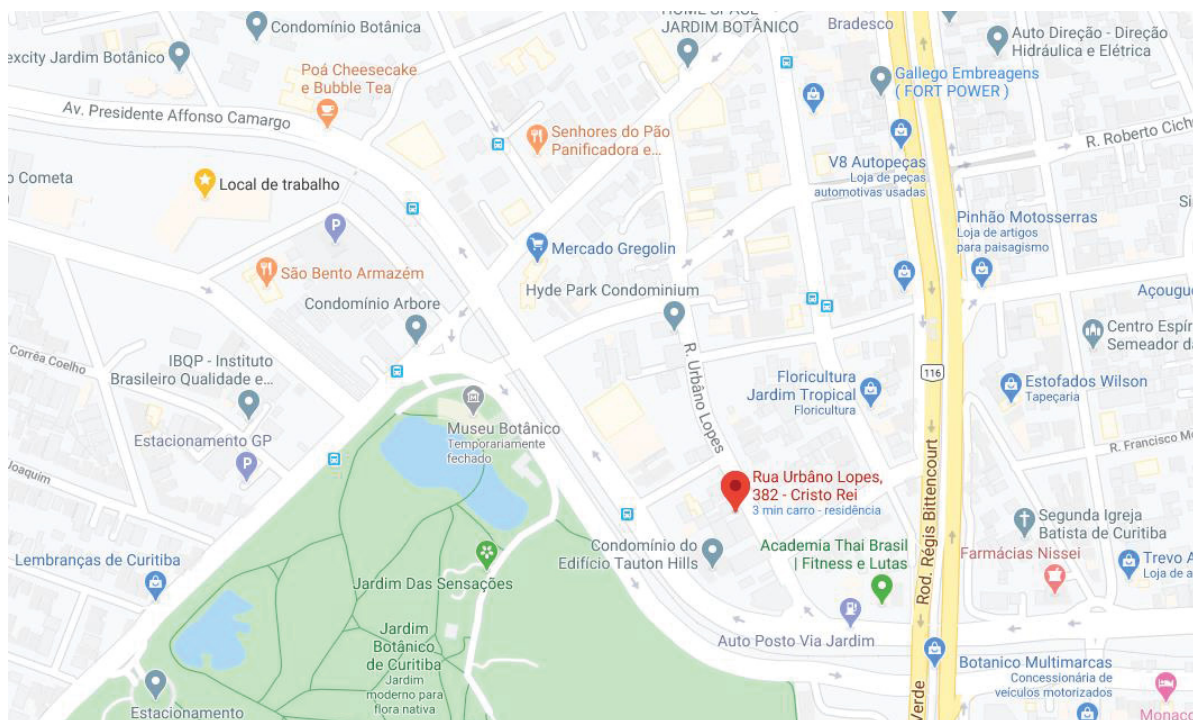 Condomínio Botânica
JARDIM BOTÂNICO
Bradesco
Auto Direção - Direção
Hidráulica e Elétrica
excity Jardim Botânico
Poá Cheesecake
e Bubble Tea
Gallego Embreagens
( FORT POWER )
Av. Presidente Affonso Camargo
Senhores do Pão
Panificadora e...
R. Roberto Cich
V8 Autopeças
Loja de peças
automotivas usadas
o Cometa
Local de trabalho
P
Si
Pinhão Motosserras
Loja de artigos
para paisagismo
Mercado Gregolin
São Bento Armazém
Hyde Park Condominium
Açougu
Condomínio Arbore
Centro Espír
Semeador da
Corrêa Coelho
IBQP - Instituto
Brasileiro Qualidade e...
R. Urbâno Lopes
116
Floricultura
Jardim Tropical
Floricultura
Estofados Wilson
Tapeçaria
Museu Botânico
Temporariamente
fechado
Estacionamento GP
P
R. Francisco Mo
Joaquim
Rod. Régis Bittencourt
Rua Urbâno Lopes,
382 - Cristo Rei
3 min carro - residência
Segunda Igreja
Batista de Curitiba
Condomínio do
Edifício Tauton Hills
Academia Thai Brasil
| Fitness e Lutas
Farmácias Nissei
Trevo A
Loja de a
Lembranças de Curitiba
Jardim Das Sensações
Auto Posto Via Jardim
Jardim
Botânico
de Curitiba
Jardim
moderno para
flora nativa
Botanico Multimarcas
Concessionária de
veículos motorizados
Verde
Estacionamento
Monaco